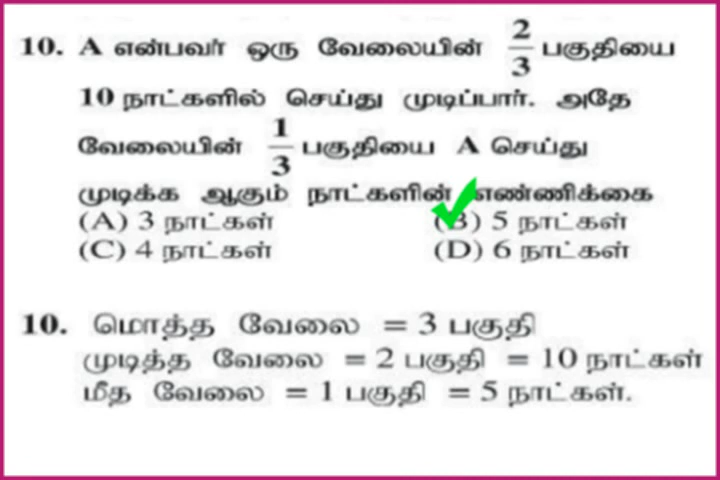 10. A என்பவர் ஒரு வேலையின் 2/3 பகுதியை
10 நாட்களில் செய்து முடிப்பார். அதே
வேலையின் 1/3 பகுதியை A செய்து
முடிக்க ஆகும் நாட்களின் எண்ணிக்கை
(A) 3 நாட்கள் (B) 5 நாட்கள்
(C) 4 நாட்கள் (D) 6 நாட்கள்
10. மொத்த வேலை = 3 பகுதி
முடித்த வேலை = 2 பகுதி = 10 நாட்கள்
மீத வேலை = 1 பகுதி = 5 நாட்கள்.